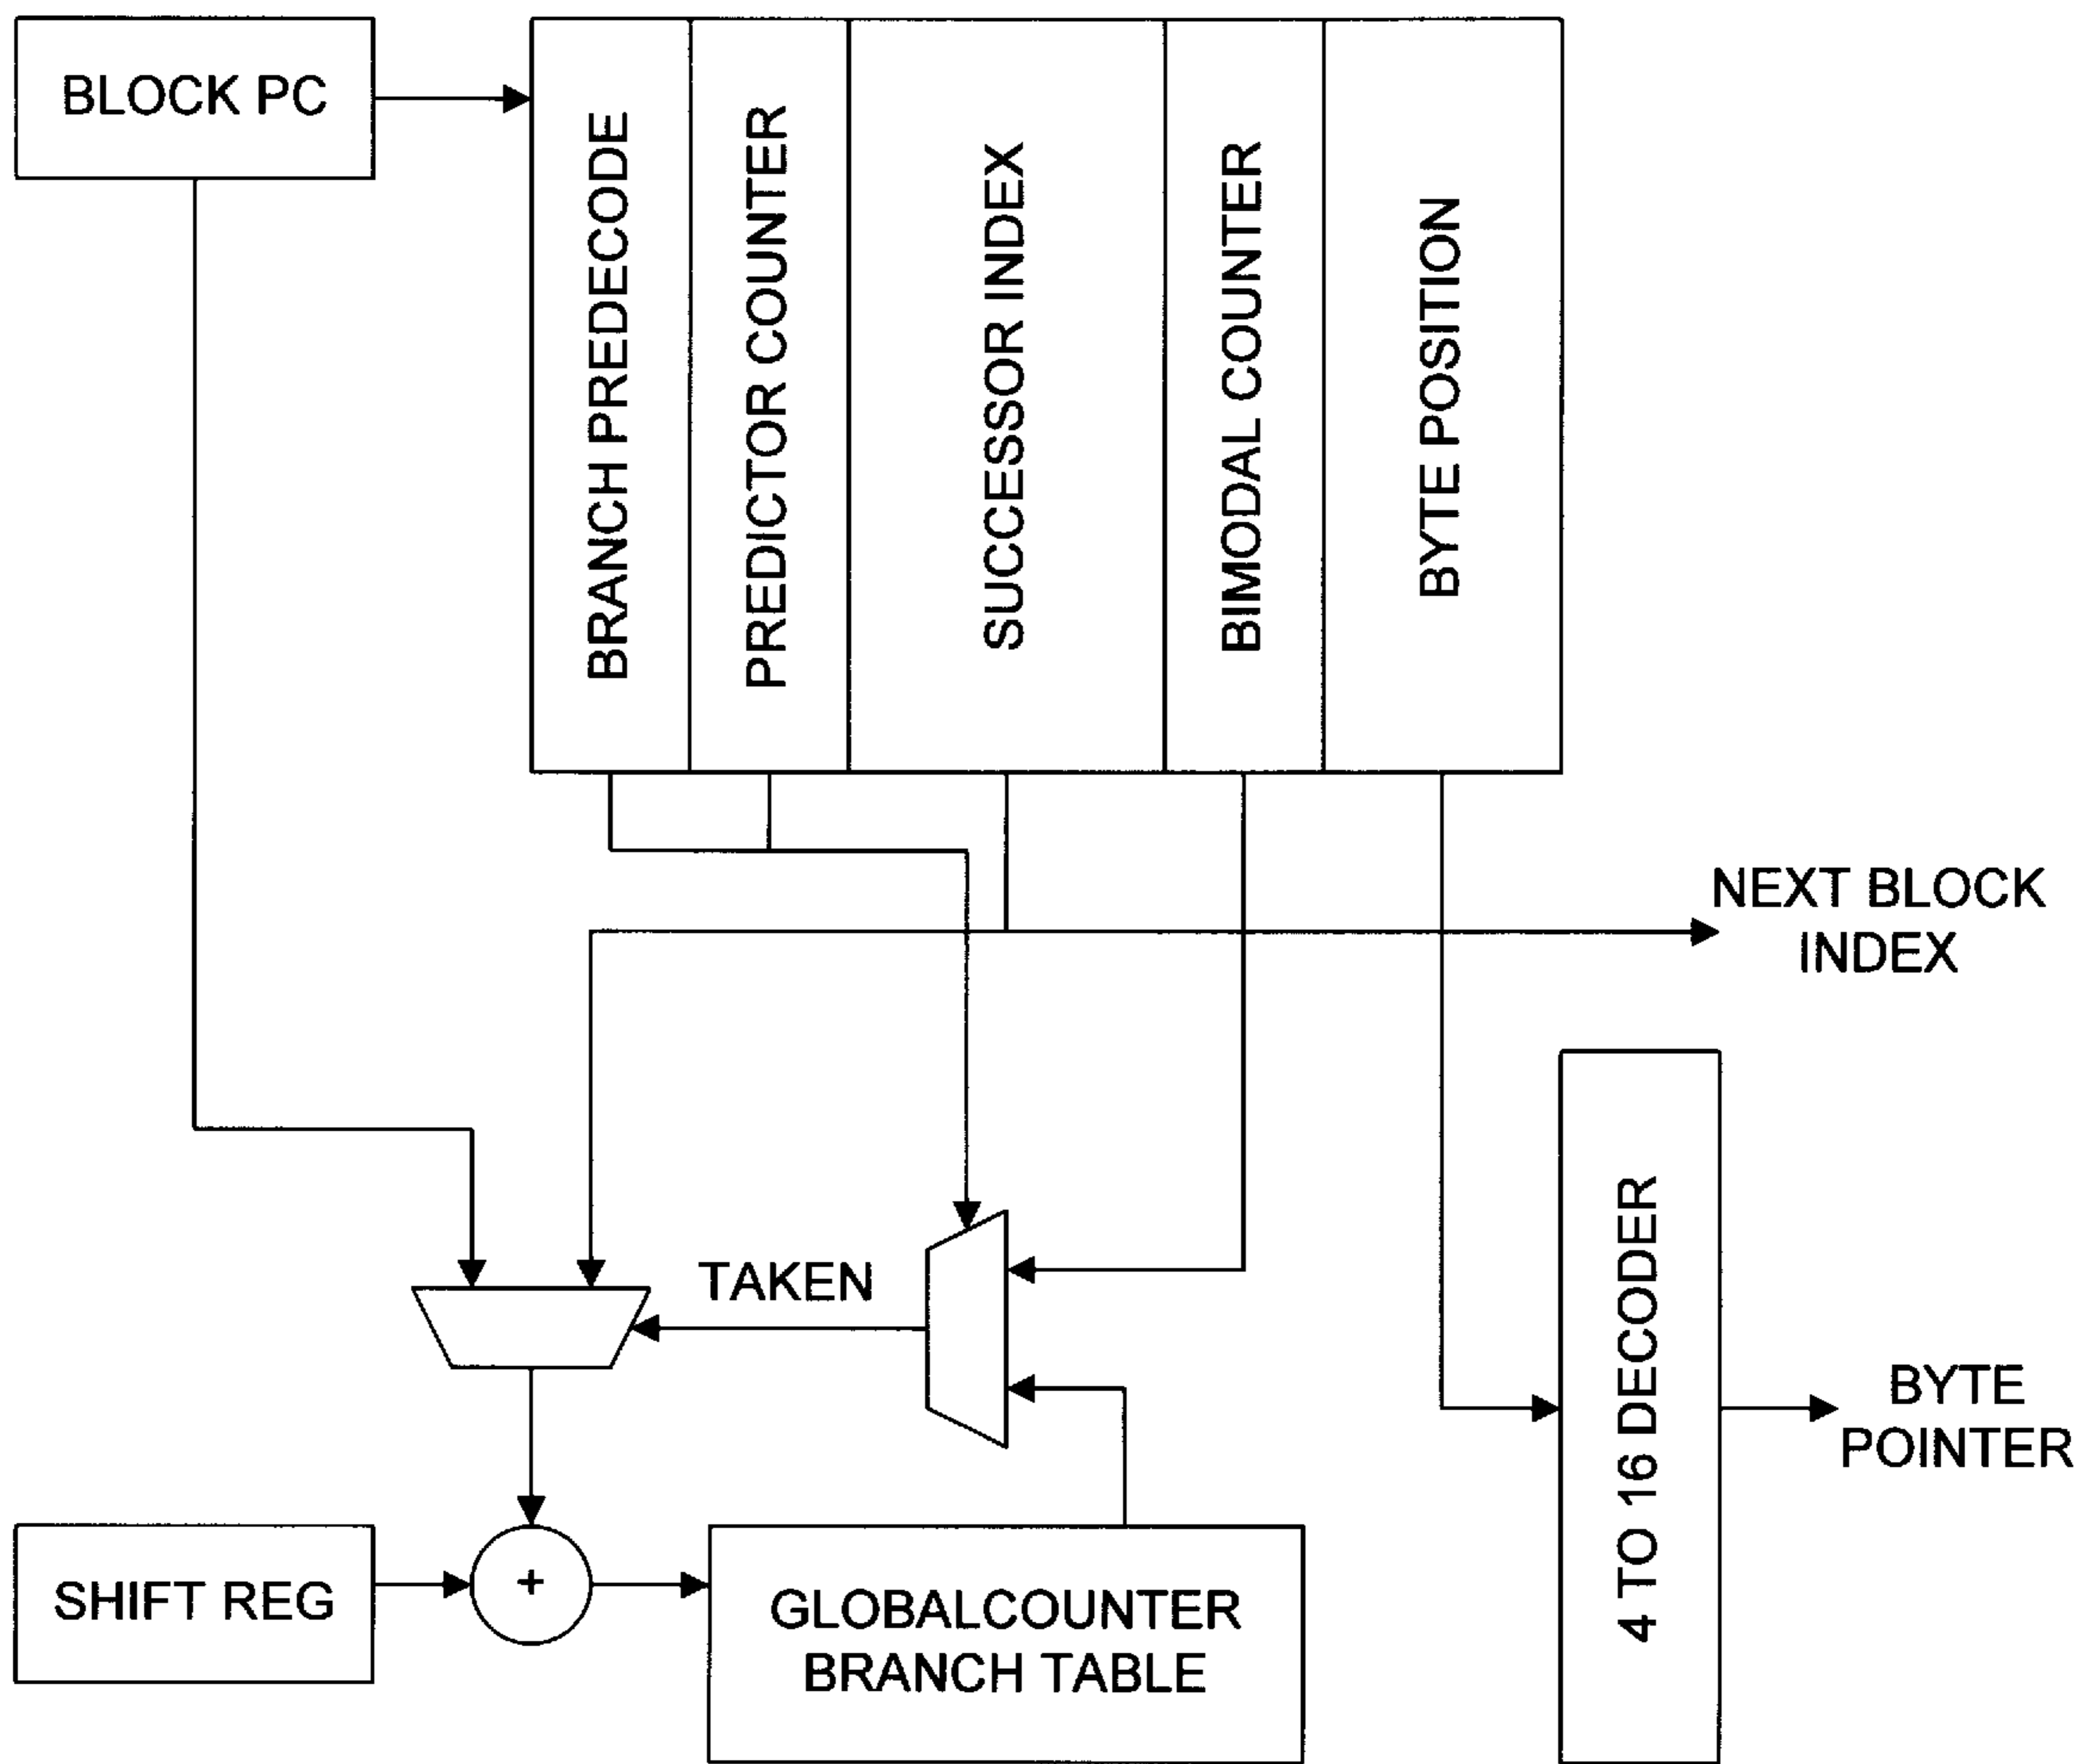 BLOCK PC
BRANCH PREDECODE
PREDICTOR COUNTER
SUCCESSOR INDEX
BIMODAL COUNTER
BYTE POSITION
NEXT BLOCK
INDEX
TAKEN
4 TO 16 DECODER
BYTE
POINTER
SHIFT REG
+
GLOBALCOUNTER
BRANCH TABLE